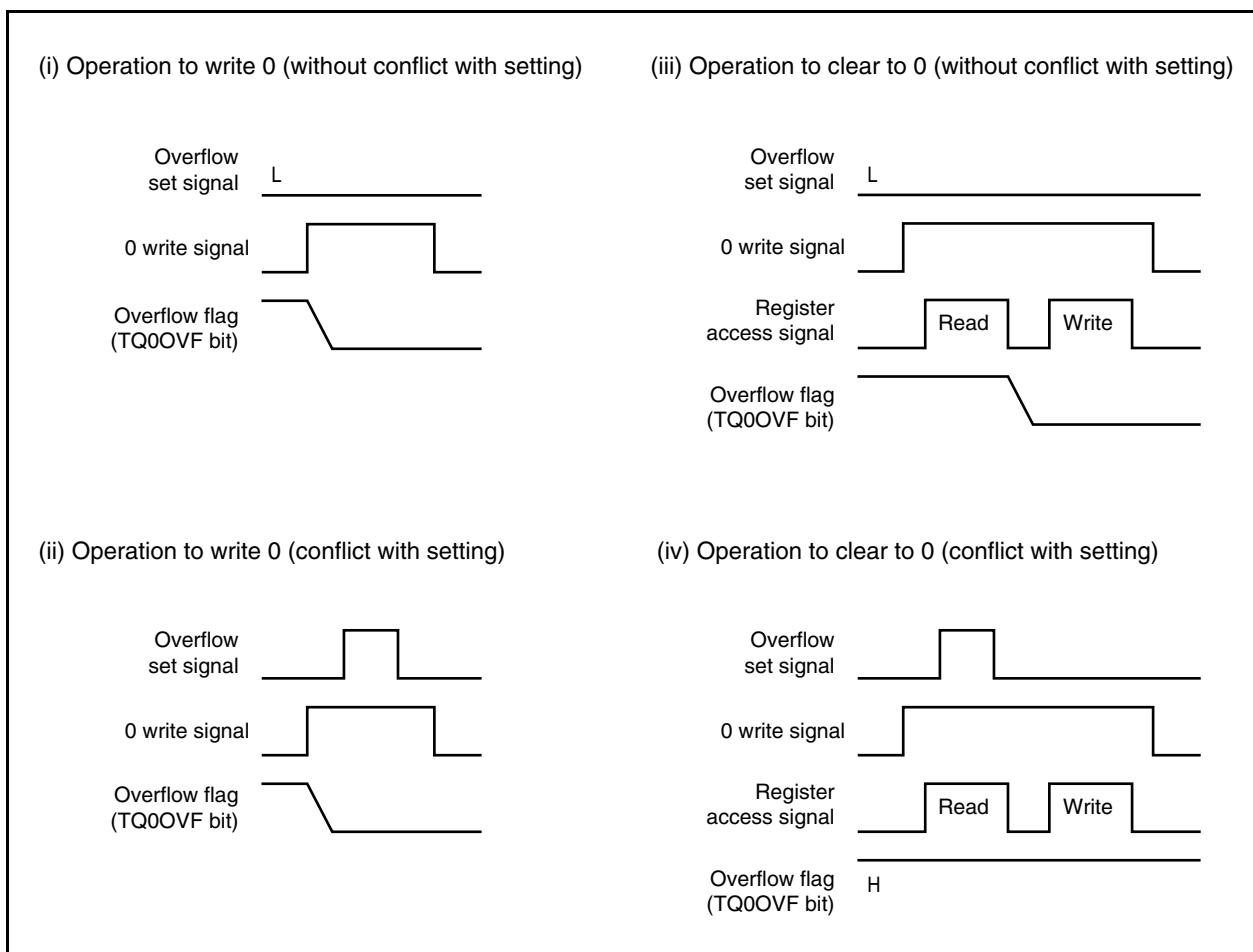 (i) Operation to write 0 (without conflict with setting)
Overflow
set signal
L
0 write signal
Overflow flag
(TQ0OVF bit)
(iii) Operation to clear to 0 (without conflict with setting)
Overflow
set signal
L
0 write signal
Register
access signal
Read
Write
Overflow flag
(TQ0OVF bit)
(ii) Operation to write 0 (conflict with setting)
Overflow
set signal
0 write signal
Overflow flag
(TQ0OVF bit)
(iv) Operation to clear to 0 (conflict with setting)
Overflow
set signal
0 write signal
Register
access signal
Read
Write
Overflow flag
(TQ0OVF bit)
H